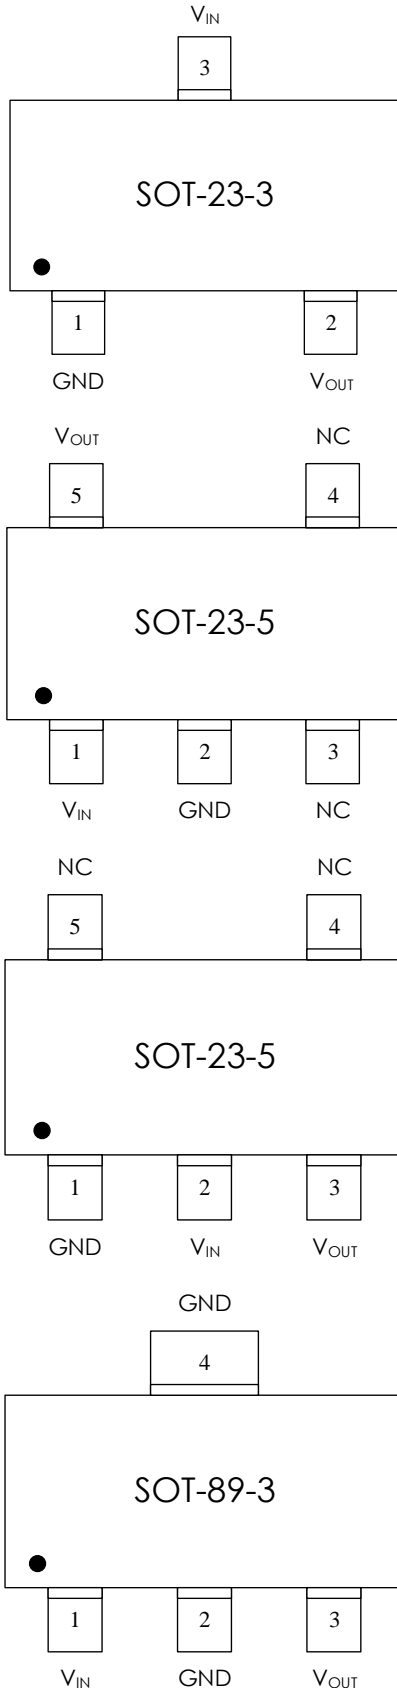 VIN
3
SOT-23-3
1 2
GND VOUT
VOUT NC
5 4
SOT-23-5
1 2 3
VIN GND NC
NC NC
5 4
SOT-23-5
1 2 3
GND VIN VOUT
GND
4
SOT-89-3
1 2 3
VIN GND VOUT